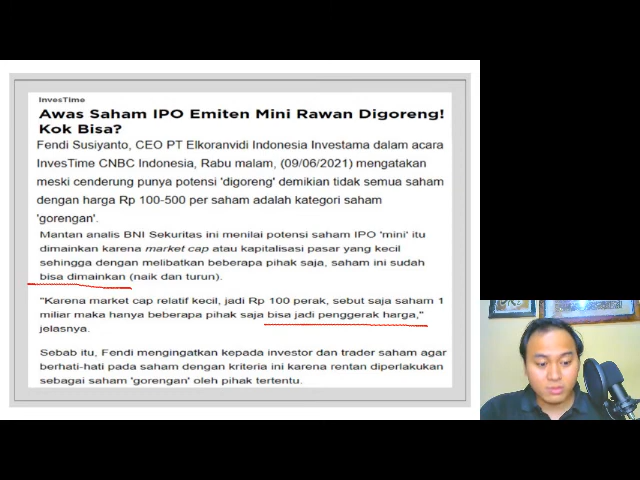 InvesTime
Awas Saham IPO Emiten Mini Rawan Digoreng!
Kok Bisa?
Fendi Susiyanto, CEO PT Elkoranvidi Indonesia Investama dalam acara
InvesTime CNBC Indonesia, Rabu malam, (09/06/2021) mengatakan
meski cenderung punya potensi 'digoreng' demikian tidak semua saham
dengan harga Rp 100-500 per saham adalah kategori saham
'gorengan'.
Mantan analis BNI Sekuritas ini menilai potensi saham IPO 'mini' itu
dimainkan karena market cap atau kapitalisasi pasar yang kecil
sehingga dengan melibatkan beberapa pihak saja, saham ini sudah
bisa dimainkan (naik dan turun).
"Karena market cap relatif kecil, jadi Rp 100 perak, sebut saja saham 1
miliar maka hanya beberapa pihak saja bisa jadi penggerak harga,"
jelasnya.
Sebab itu, Fendi mengingatkan kepada investor dan trader saham agar
berhati-hati pada saham dengan kriteria ini karena rentan diperlakukan
sebagai saham 'gorengan' oleh pihak tertentu.